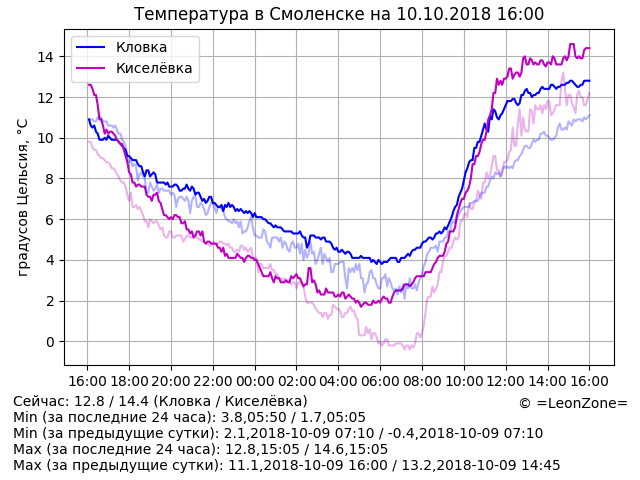 Температура в Смоленске на 10.10.2018 16:00
Кловка
Киселёвка
градусов Цельсия, °C
14
12
10
8
6
4
2
0
16:00 18:00 20:00 22:00 00:00 02:00 04:00 06:00 08:00 10:00 12:00 14:00 16:00
Сейчас: 12.8 / 14.4 (Кловка / Киселёвка)
© =LeonZone=
Min (за последние 24 часа): 3.8,05:50 / 1.7,05:05
Min (за предыдущие сутки): 2.1,2018-10-09 07:10 / -0.4,2018-10-09 07:10
Max (за последние 24 часа): 12.8,15:05 / 14.6,15:05
Max (за предыдущие сутки): 11.1,2018-10-09 16:00 / 13.2,2018-10-09 14:45